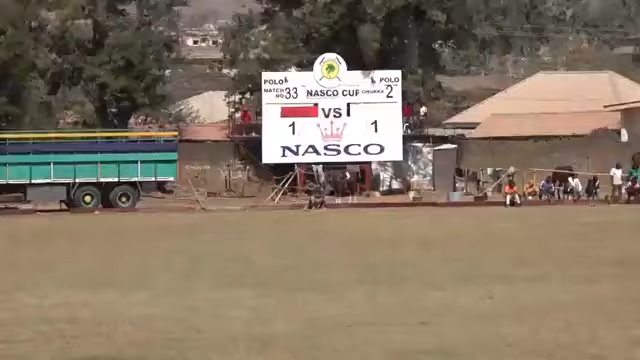 POLO POLO
MATCH NO 33 NASCO CUP CHUKKA 2
VS
1 1
NASCO